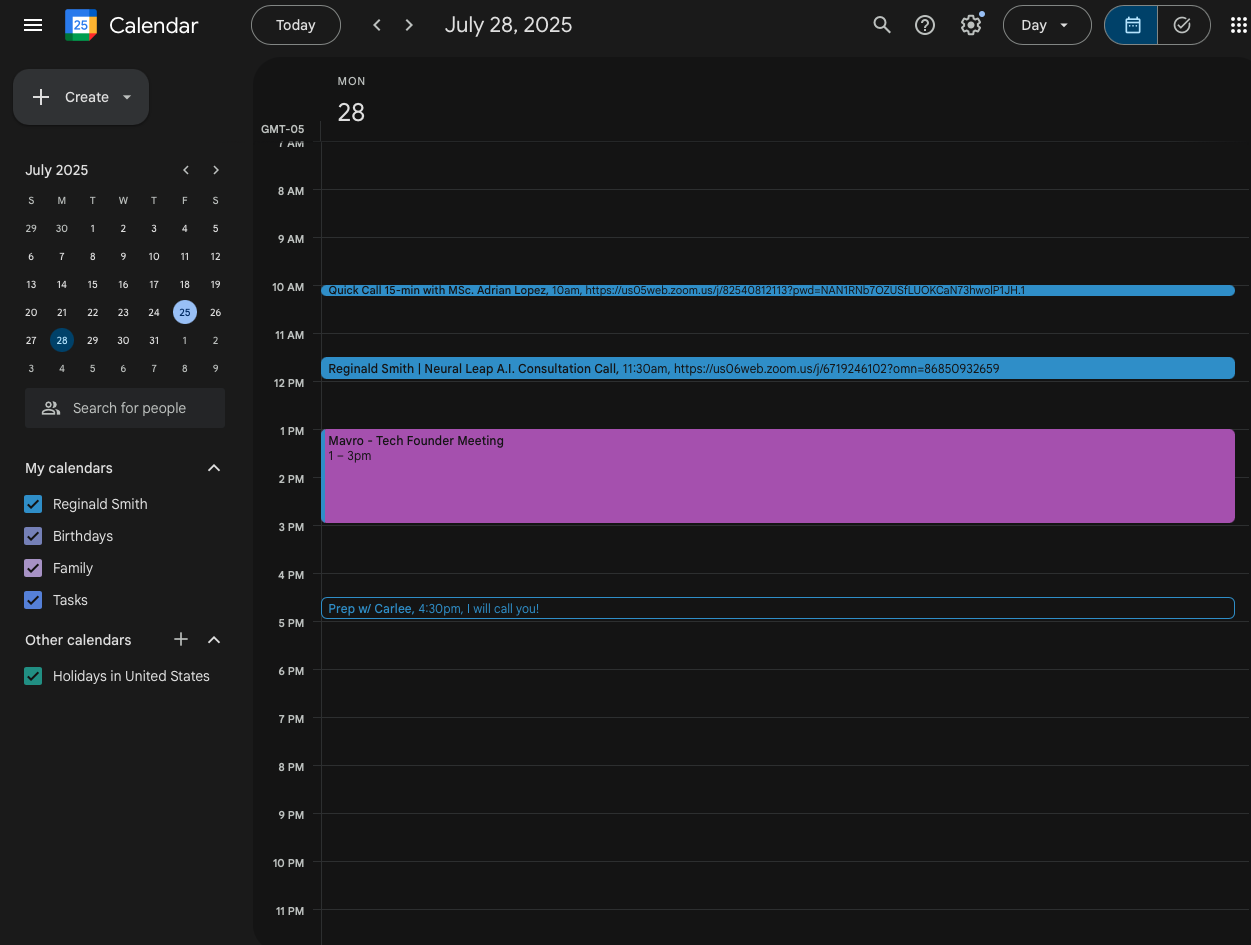 25 Calendar
Today
July 28, 2025
Day
Create
MON
28
GMT-05
July 2025
S M T W T F S
29 30 1 2 3 4 5
6 7 8 9 10 11 12
13 14 15 16 17 18 19
20 21 22 23 24 25 26
27 28 29 30 31 1 2
3 4 5 6 7 8 9
Search for people
My calendars
Reginald Smith
Birthdays
Family
Tasks
Other calendars
Holidays in United States
7 AM
8 AM
9 AM
10 AM
Quick Call 15-min with MSc. Adrian Lopez, 10am, https://us05web.zoom.us/j/82540812113?pwd=NAN1RNb7OZUSfLUOKCaN73hwolP1JH.1
11 AM
Reginald Smith | Neural Leap A.I. Consultation Call, 11:30am, https://us06web.zoom.us/j/6719246102?omn=86850932659
12 PM
1 PM
Mavro - Tech Founder Meeting
1 – 3pm
2 PM
3 PM
4 PM
Prep w/ Carlee, 4:30pm, I will call you!
5 PM
6 PM
7 PM
8 PM
9 PM
10 PM
11 PM